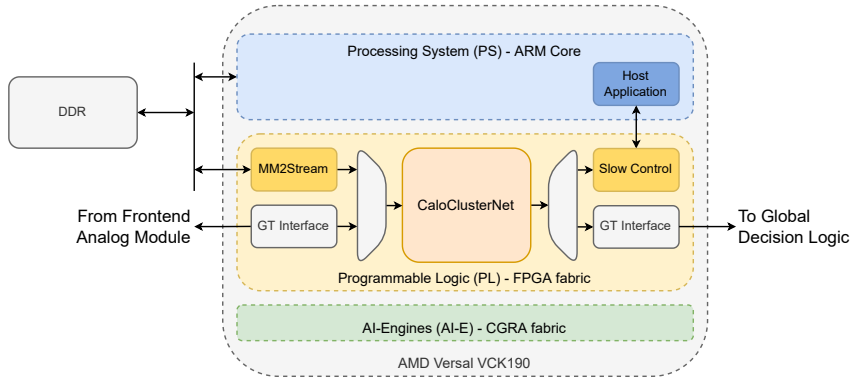 Processing System (PS) - ARM Core
Host
Application
DDR
MM2Stream
Slow Control
CaloClusterNet
From Frontend
Analog Module
GT Interface
GT Interface
To Global
Decision Logic
Programmable Logic (PL) - FPGA fabric
AI-Engines (AI-E) - CGRA fabric
AMD Versal VCK190